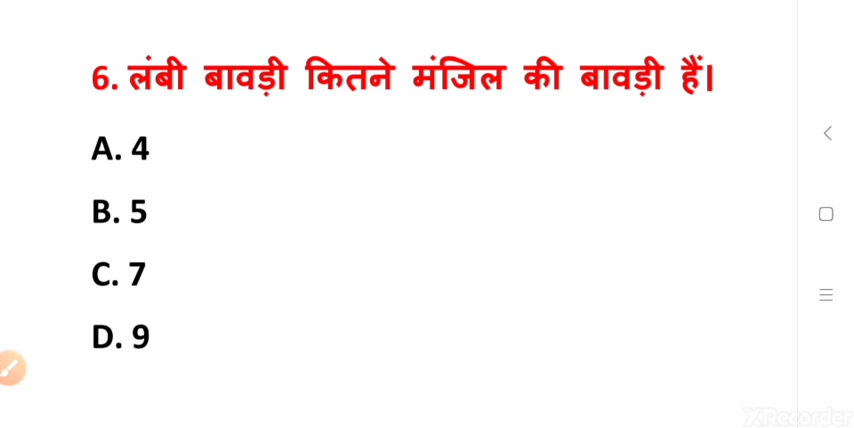 6. लंबी बावड़ी कितने मंजिल की बावड़ी हैं।
A. 4
B. 5
C. 7
D. 9
XRecorder